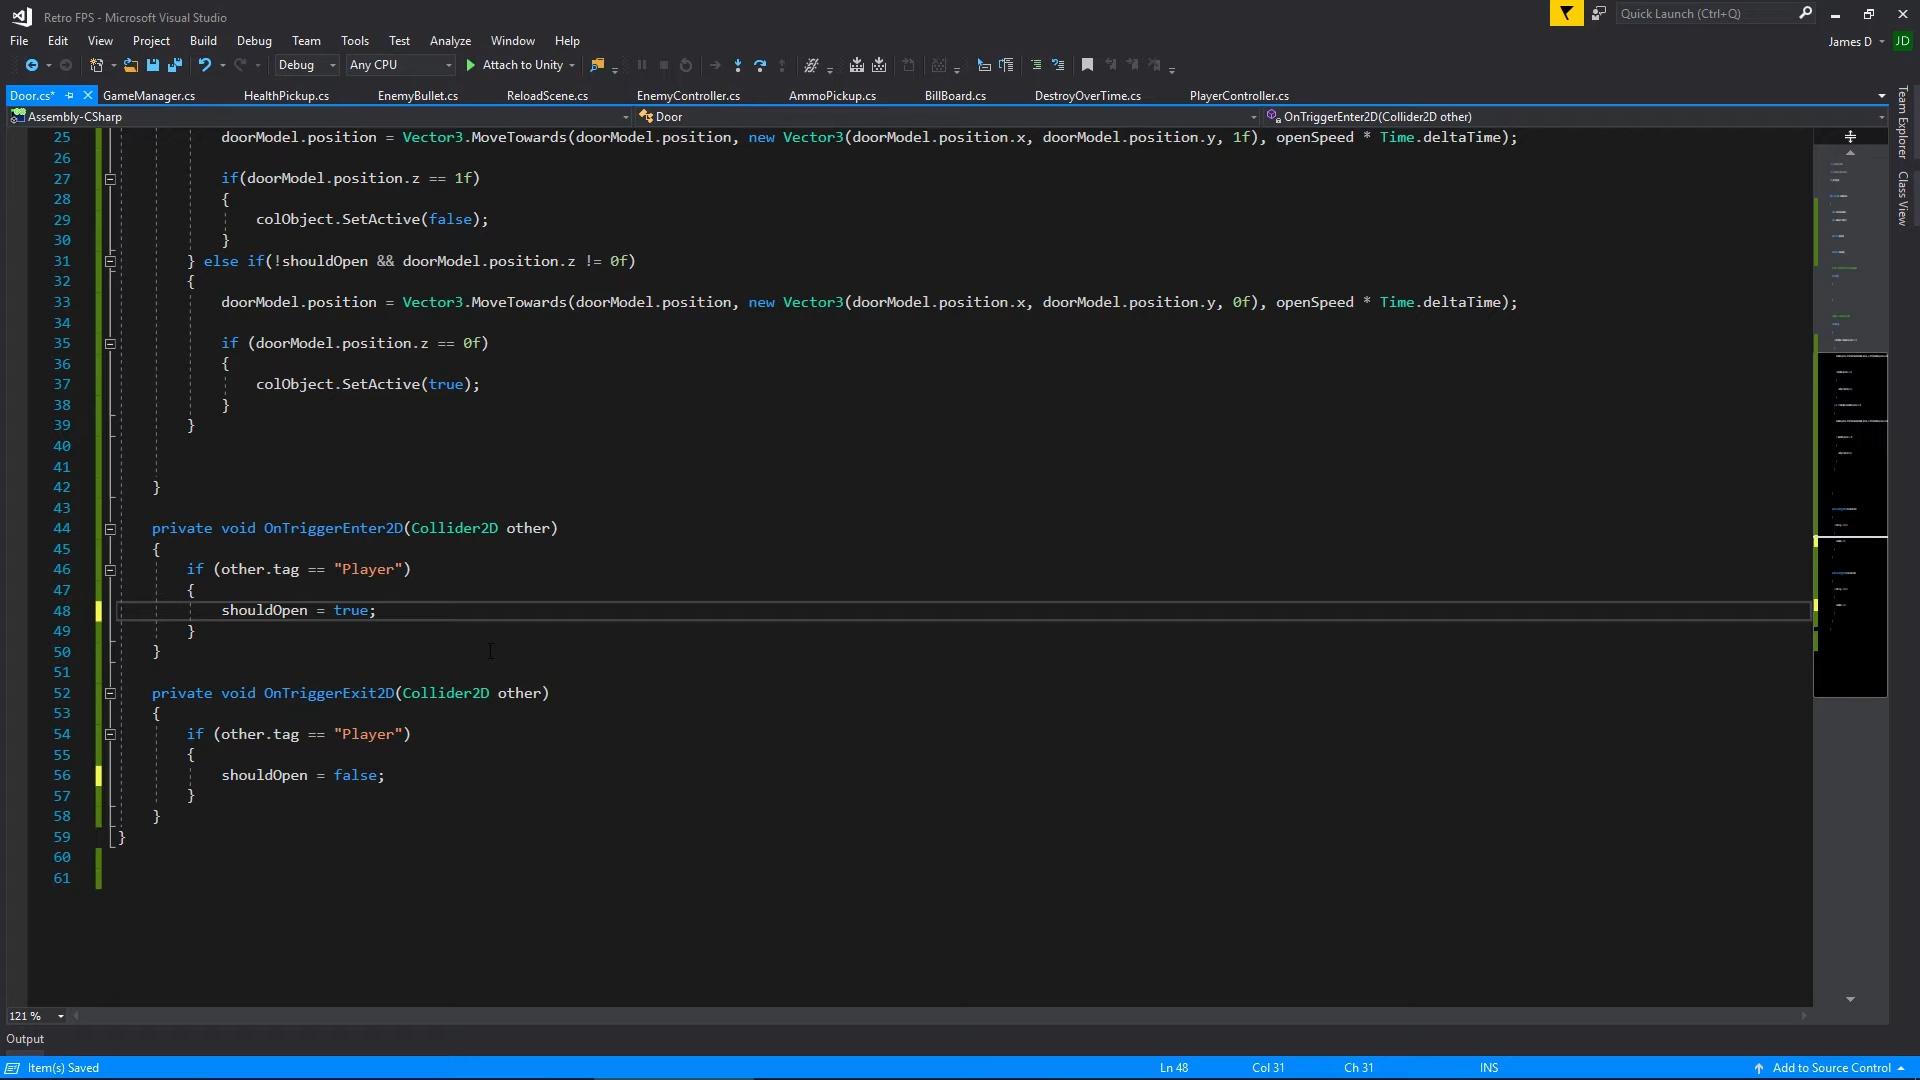 Retro FPS - Microsoft Visual Studio
Quick Launch (Ctrl+Q)
File Edit View Project Build Debug Team Tools Test Analyze Window Help
James D
JD
Debug Any CPU Attach to Unity
Door.cs* GameManager.cs HealthPickup.cs EnemyBullet.cs ReloadScene.cs EnemyController.cs AmmoPickup.cs BillBoard.cs DestroyOverTime.cs PlayerController.cs
Assembly-CSharp Door OnTriggerEnter2D(Collider2D other)
Team Explorer
Class View
25 doorModel.position = Vector3.MoveTowards(doorModel.position, new Vector3(doorModel.position.x, doorModel.position.y, 1f), openSpeed * Time.deltaTime);
26
27 if(doorModel.position.z == 1f)
28 {
29 colObject.SetActive(false);
30 }
31 } else if(!shouldOpen && doorModel.position.z != 0f)
32 {
33 doorModel.position = Vector3.MoveTowards(doorModel.position, new Vector3(doorModel.position.x, doorModel.position.y, 0f), openSpeed * Time.deltaTime);
34
35 if (doorModel.position.z == 0f)
36 {
37 colObject.SetActive(true);
38 }
39 }
40
41
42 }
43
44 private void OnTriggerEnter2D(Collider2D other)
45 {
46 if (other.tag == "Player")
47 {
48 shouldOpen = true;
49 }
50 }
51
52 private void OnTriggerExit2D(Collider2D other)
53 {
54 if (other.tag == "Player")
55 {
56 shouldOpen = false;
57 }
58 }
59 }
60
61
121 %
Output
Item(s) Saved Ln 48 Col 31 Ch 31 INS Add to Source Control